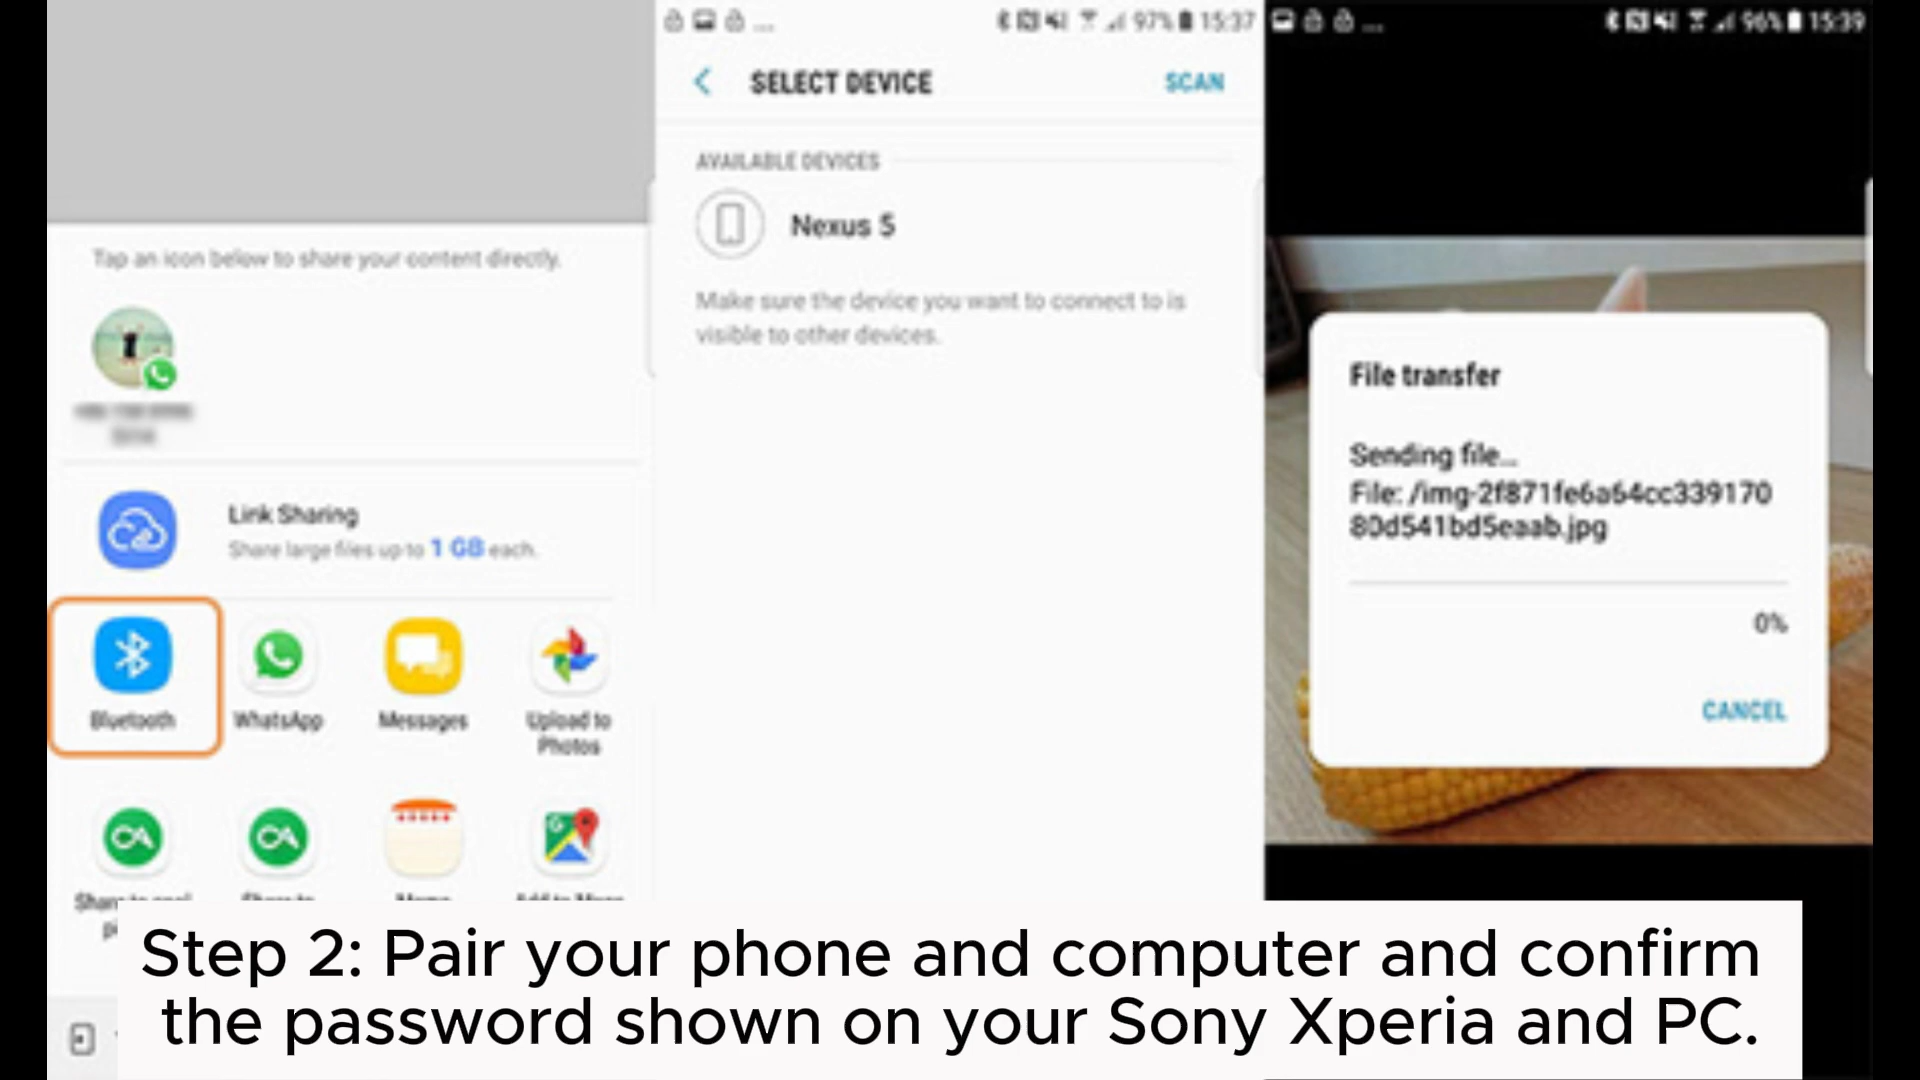 Tap an icon below to share your content directly.
Link Sharing
Share large files up to 1 GB each.
Bluetooth
WhatsApp
Messages
Upload to
Photos
Share to
... 97% 15:37
SELECT DEVICE
SCAN
AVAILABLE DEVICES
Nexus 5
Make sure the device you want to connect to is
visible to other devices.
... 96% 15:39
File transfer
Sending file...
File: /img-2f871fe6a64cc339170
80d541bd5eaab.jpg
0%
CANCEL
Step 2: Pair your phone and computer and confirm
the password shown on your Sony Xperia and PC.